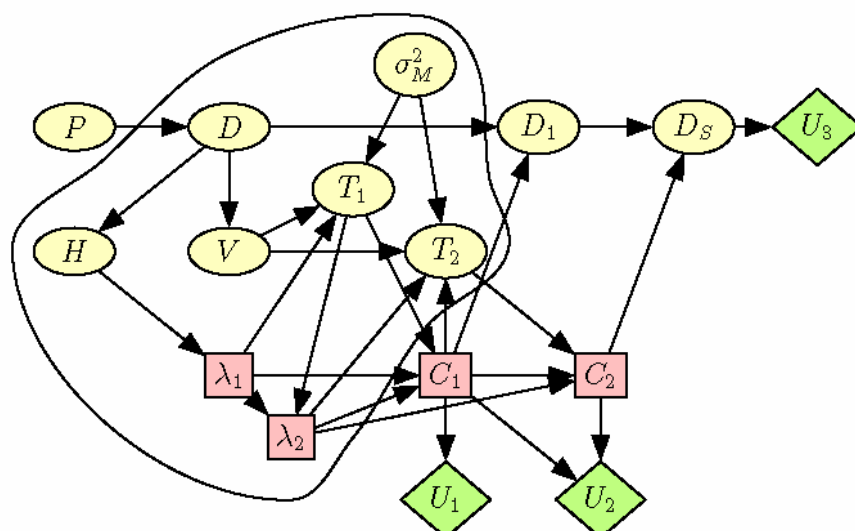 σ²_M
P D D₁ D_S U₃
T₁
H V T₂
λ₁ C₁ C₂
λ₂
U₁ U₂